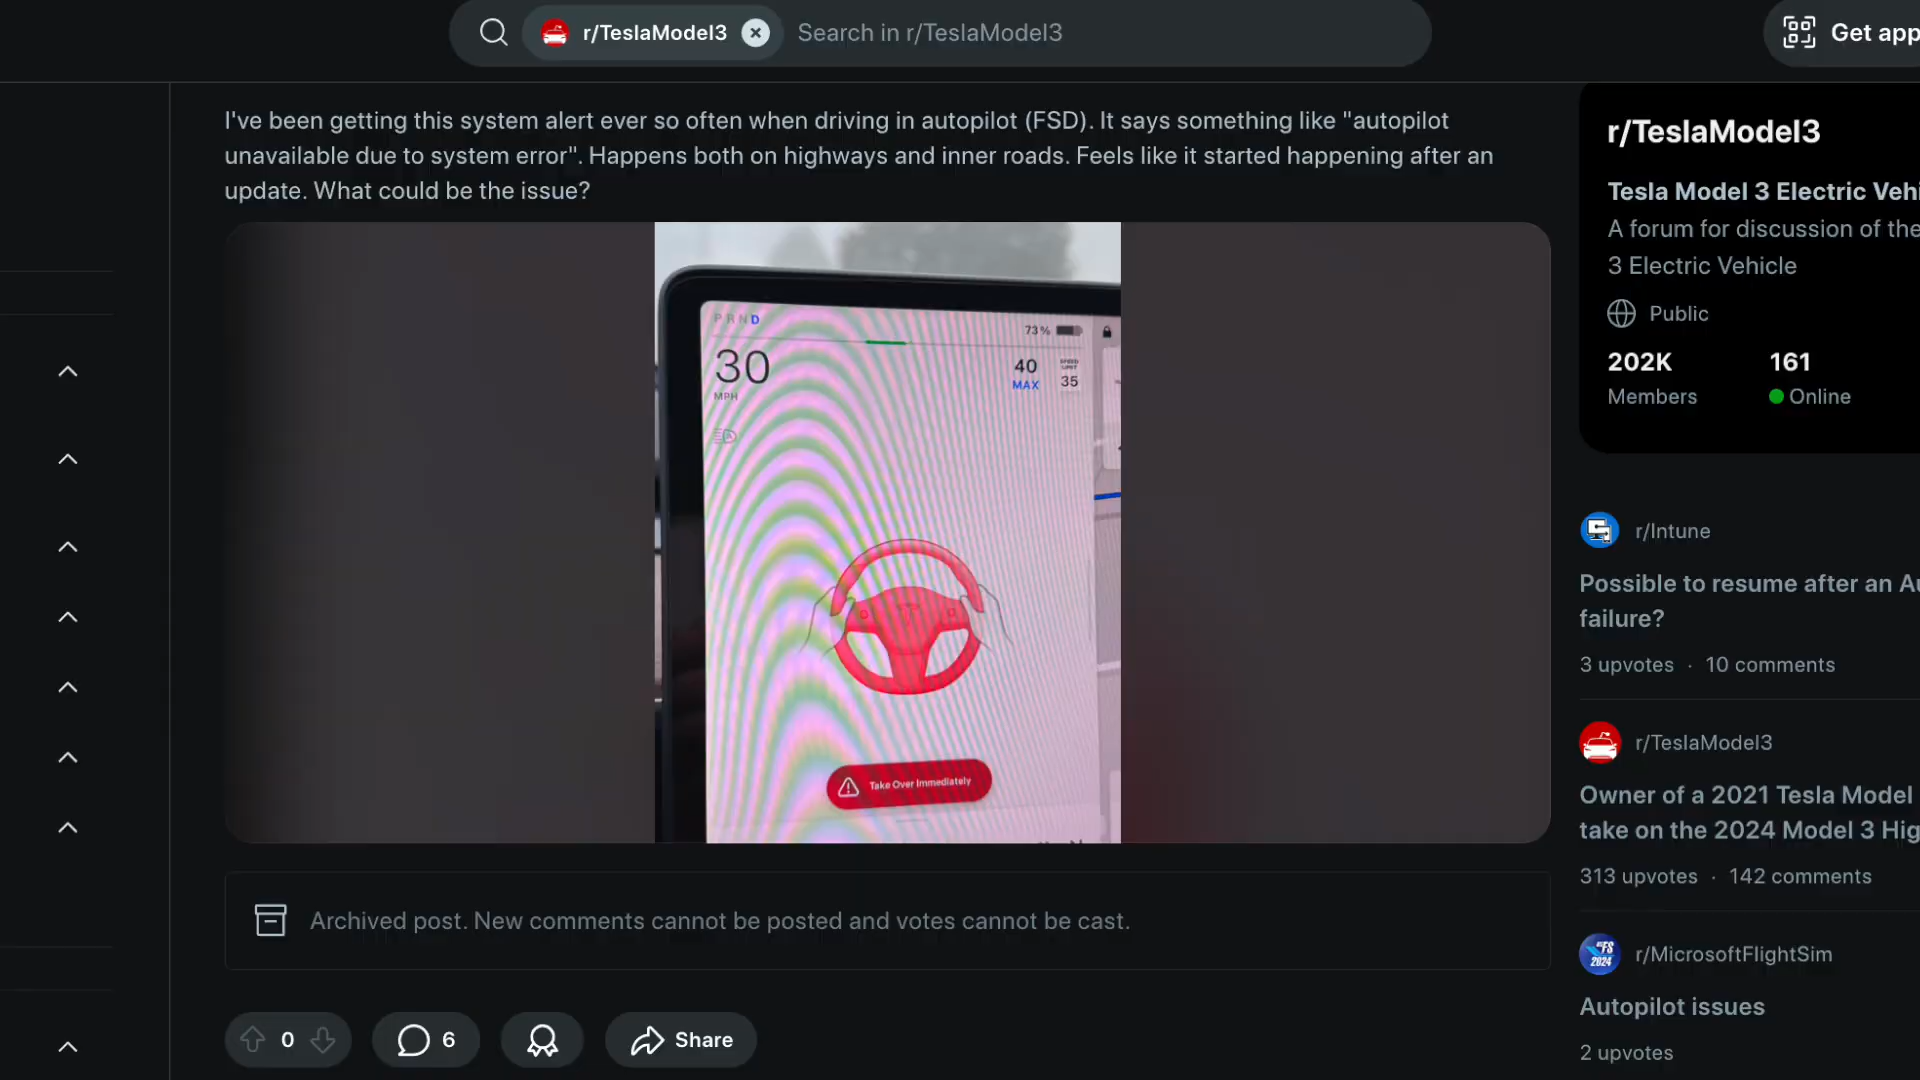 r/TeslaModel3
Search in r/TeslaModel3
Get app
I've been getting this system alert ever so often when driving in autopilot (FSD). It says something like "autopilot
unavailable due to system error". Happens both on highways and inner roads. Feels like it started happening after an
update. What could be the issue?
P R N D
73%
30
MPH
40
MAX
SPEED
LIMIT
35
Take Over Immediately
Archived post. New comments cannot be posted and votes cannot be cast.
0
6
Share
r/TeslaModel3
Tesla Model 3 Electric Vehi
A forum for discussion of the
3 Electric Vehicle
Public
202K
161
Members
Online
r/Intune
Possible to resume after an Au
failure?
3 upvotes · 10 comments
r/TeslaModel3
Owner of a 2021 Tesla Model
take on the 2024 Model 3 Hig
313 upvotes · 142 comments
FS
2024
r/MicrosoftFlightSim
Autopilot issues
2 upvotes